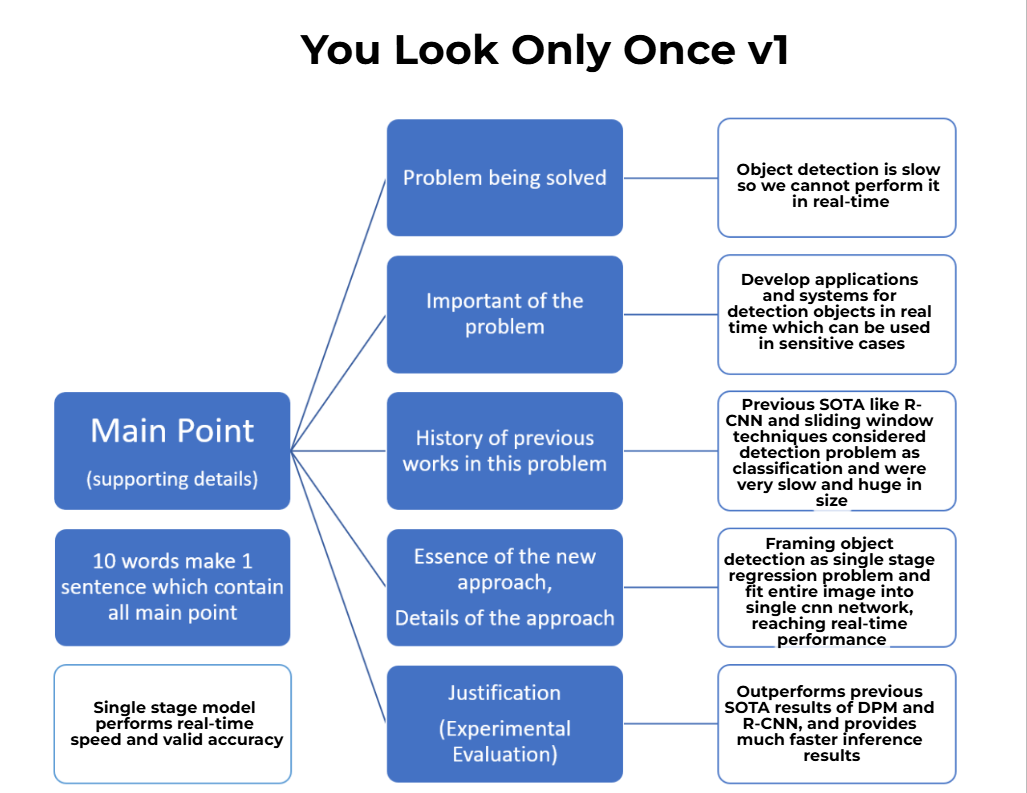 You Look Only Once v1
Problem being solved
Object detection is slow
so we cannot perform it
in real-time
Important of the
problem
Develop applications
and systems for
detection objects in real
time which can be used
in sensitive cases
Main Point
(supporting details)
History of previous
works in this problem
Previous SOTA like R-
CNN and sliding window
techniques considered
detection problem as
classification and were
very slow and huge in
size
10 words make 1
sentence which contain
all main point
Essence of the new
approach,
Details of the approach
Framing object
detection as single stage
regression problem and
fit entire image into
single cnn network,
reaching real-time
performance
Single stage model
performs real-time
speed and valid accuracy
Justification
(Experimental
Evaluation)
Outperforms previous
SOTA results of DPM and
R-CNN, and provides
much faster inference
results